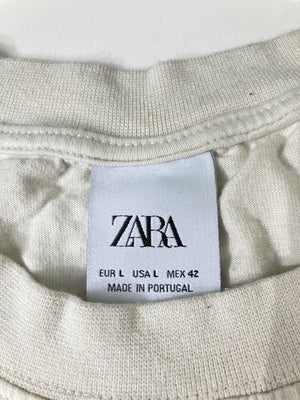 ZARA
EUR L USA L MEX 42
MADE IN PORTUGAL